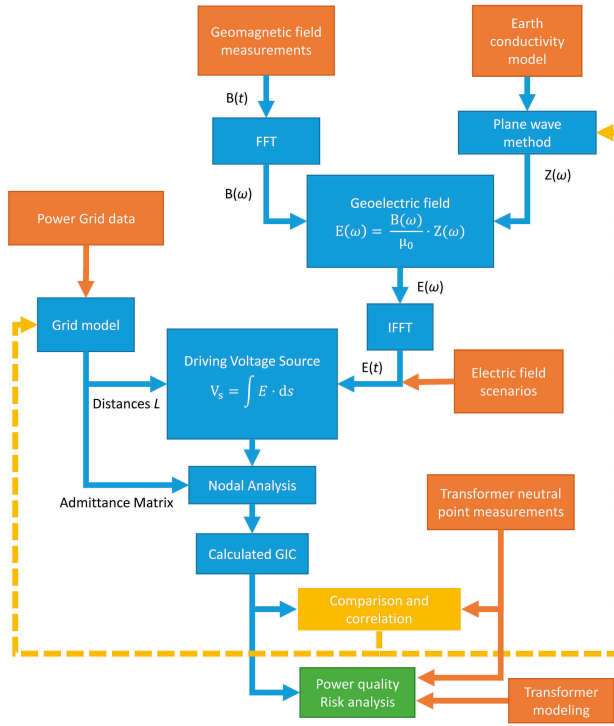 Geomagnetic field
measurements
Earth
conductivity
model
B(t)
FFT
Plane wave
method
B(ω)
Z(ω)
Power Grid data
Geoelectric field
E(ω) = B(ω)/μ₀ · Z(ω)
E(ω)
Grid model
IFFT
Driving Voltage Source
Vₛ = ∫ E · ds
E(t)
Electric field
scenarios
Distances L
Admittance Matrix
Nodal Analysis
Transformer neutral
point measurements
Calculated GIC
Comparison and
correlation
Power quality
Risk analysis
Transformer
modeling